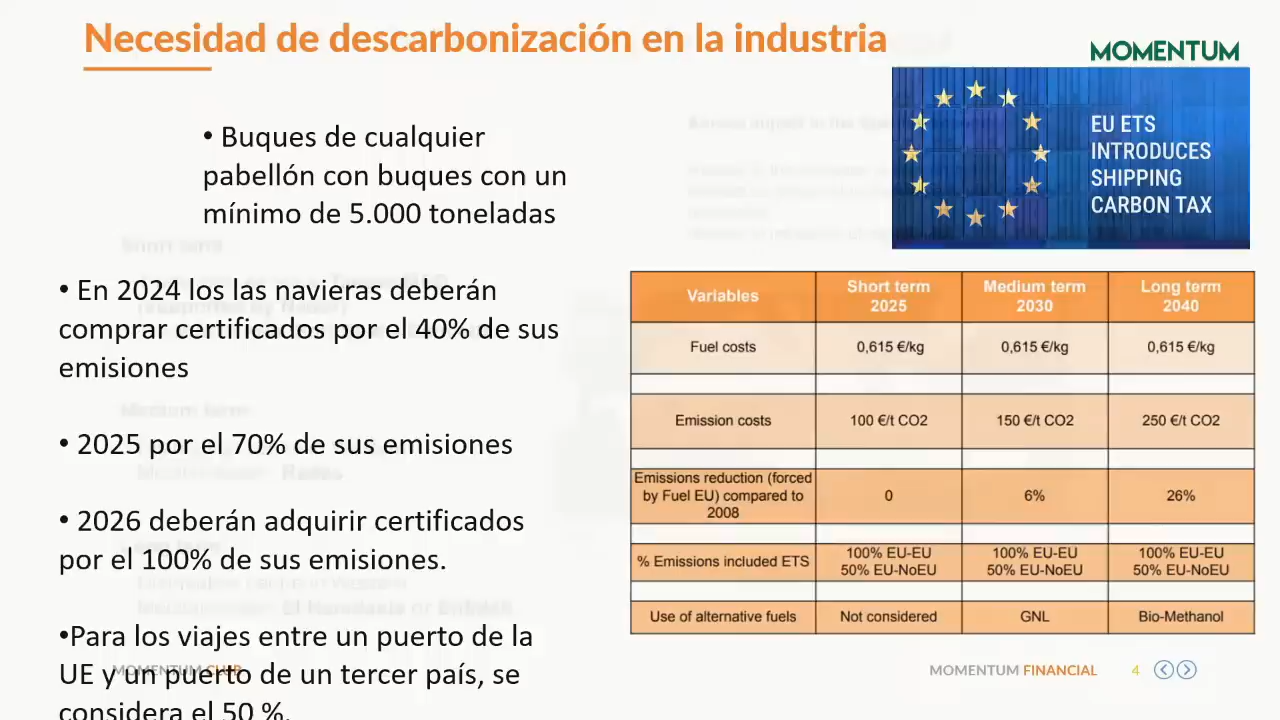 Necesidad de descarbonización en la industria
MOMENTUM
EU ETS
INTRODUCES
SHIPPING
CARBON TAX
• Buques de cualquier
pabellón con buques con un
mínimo de 5.000 toneladas
• En 2024 los las navieras deberán
comprar certificados por el 40% de sus
emisiones
• 2025 por el 70% de sus emisiones
• 2026 deberán adquirir certificados
por el 100% de sus emisiones.
•Para los viajes entre un puerto de la
UE y un puerto de un tercer país, se
considera el 50 %.
Variables Short term 2025 Medium term 2030 Long term 2040
Fuel costs 0,615 €/kg 0,615 €/kg 0,615 €/kg
Emission costs 100 €/t CO2 150 €/t CO2 250 €/t CO2
Emissions reduction (forced by Fuel EU) compared to 2008 0 6% 26%
% Emissions included ETS 100% EU-EU 50% EU-NoEU 100% EU-EU 50% EU-NoEU 100% EU-EU 50% EU-NoEU
Use of alternative fuels Not considered GNL Bio-Methanol
MOMENTUM CLUB
MOMENTUM FINANCIAL 4